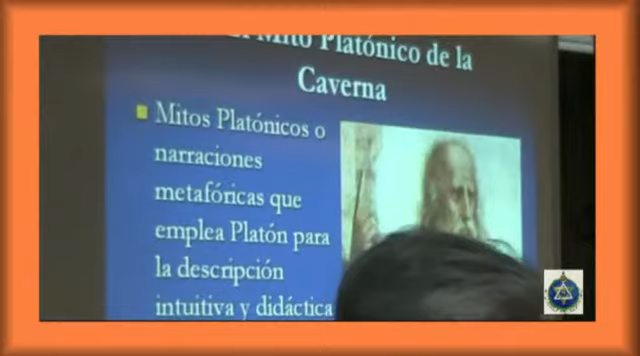 Mito Platónico de la
Caverna
Mitos Platónicos o
narraciones
metafóricas que
emplea Platón para
la descripción
intuitiva y didáctica